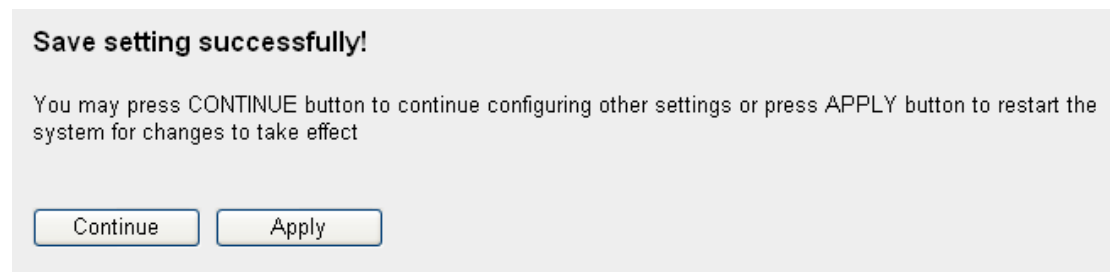 Save setting successfully!
You may press CONTINUE button to continue configuring other settings or press APPLY button to restart the
system for changes to take effect
Continue Apply